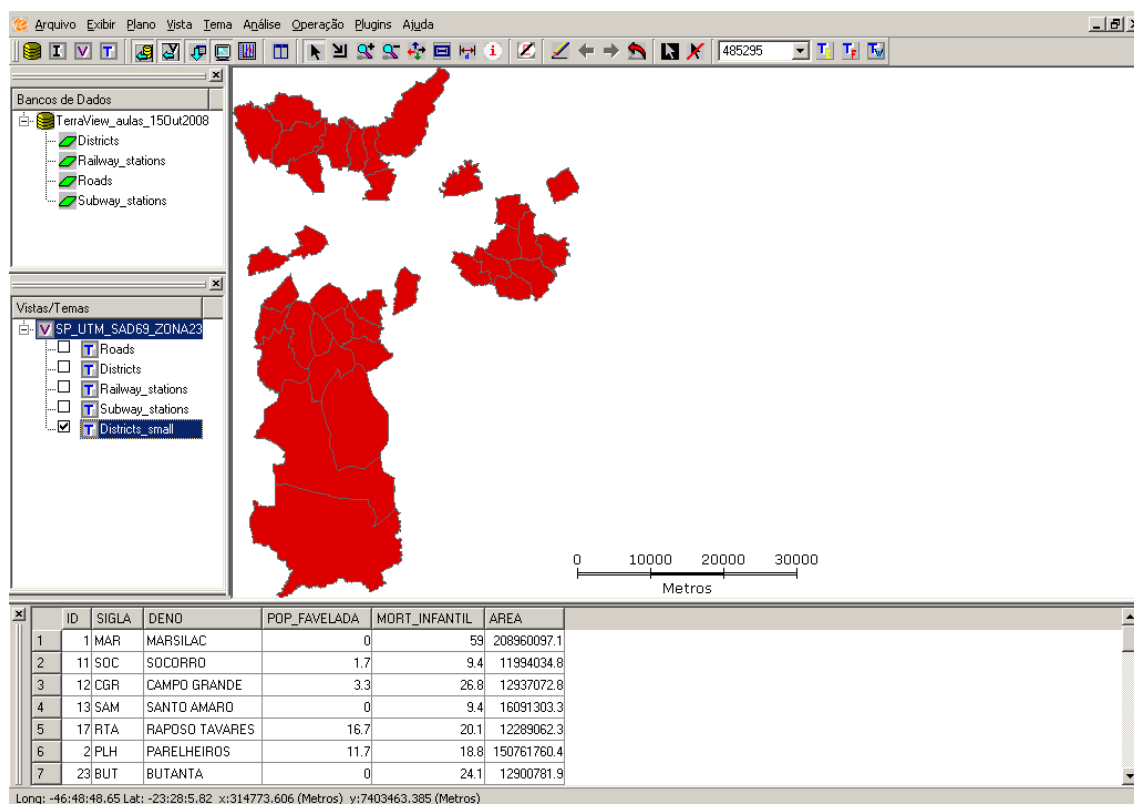 Arquivo Exibir Plano Vista Tema Análise Operação Plugins Ajuda
I V T 485295
Bancos de Dados
TerraView_aulas_15Out2008
Districts
Railway_stations
Roads
Subway_stations
Vistas/Temas
V SP_UTM_SAD69_ZONA23
T Roads
T Districts
T Railway_stations
T Subway_stations
T Districts_small
0 10000 20000 30000
Metros
ID SIGLA DENO POP_FAVELADA MORT_INFANTIL AREA
1 1 MAR MARSILAC 0 59 208960097.1
2 11 SOC SOCORRO 1.7 9.4 11994034.8
3 12 CGR CAMPO GRANDE 3.3 26.8 12937072.8
4 13 SAM SANTO AMARO 0 9.4 16091303.3
5 17 RTA RAPOSO TAVARES 16.7 20.1 12289062.3
6 2 PLH PARELHEIROS 11.7 18.8 150761760.4
7 23 BUT BUTANTA 0 24.1 12900781.9
Long: -46:48:48.65 Lat: -23:28:5.82 x:314773.606 (Metros) y:7403463.385 (Metros)